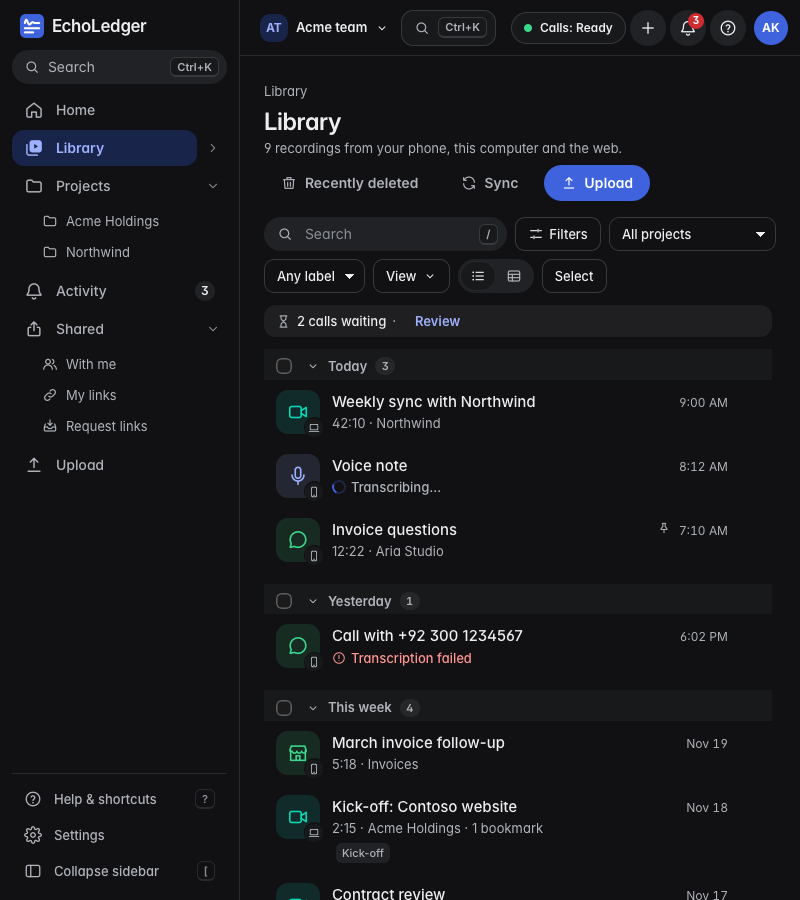 EchoLedger
Search Ctrl+K
Home
Library
Projects
Acme Holdings
Northwind
Activity 3
Shared
With me
My links
Request links
Upload
Help & shortcuts ?
Settings
Collapse sidebar [
AT Acme team Ctrl+K Calls: Ready 3 AK
Library
Library
9 recordings from your phone, this computer and the web.
Recently deleted Sync Upload
Search / Filters All projects
Any label View Select
2 calls waiting · Review
Today 3
Weekly sync with Northwind 9:00 AM
42:10 · Northwind
Voice note 8:12 AM
Transcribing...
Invoice questions 7:10 AM
12:22 · Aria Studio
Yesterday 1
Call with +92 300 1234567 6:02 PM
Transcription failed
This week 4
March invoice follow-up Nov 19
5:18 · Invoices
Kick-off: Contoso website Nov 18
2:15 · Acme Holdings · 1 bookmark
Kick-off
Contract review Nov 17